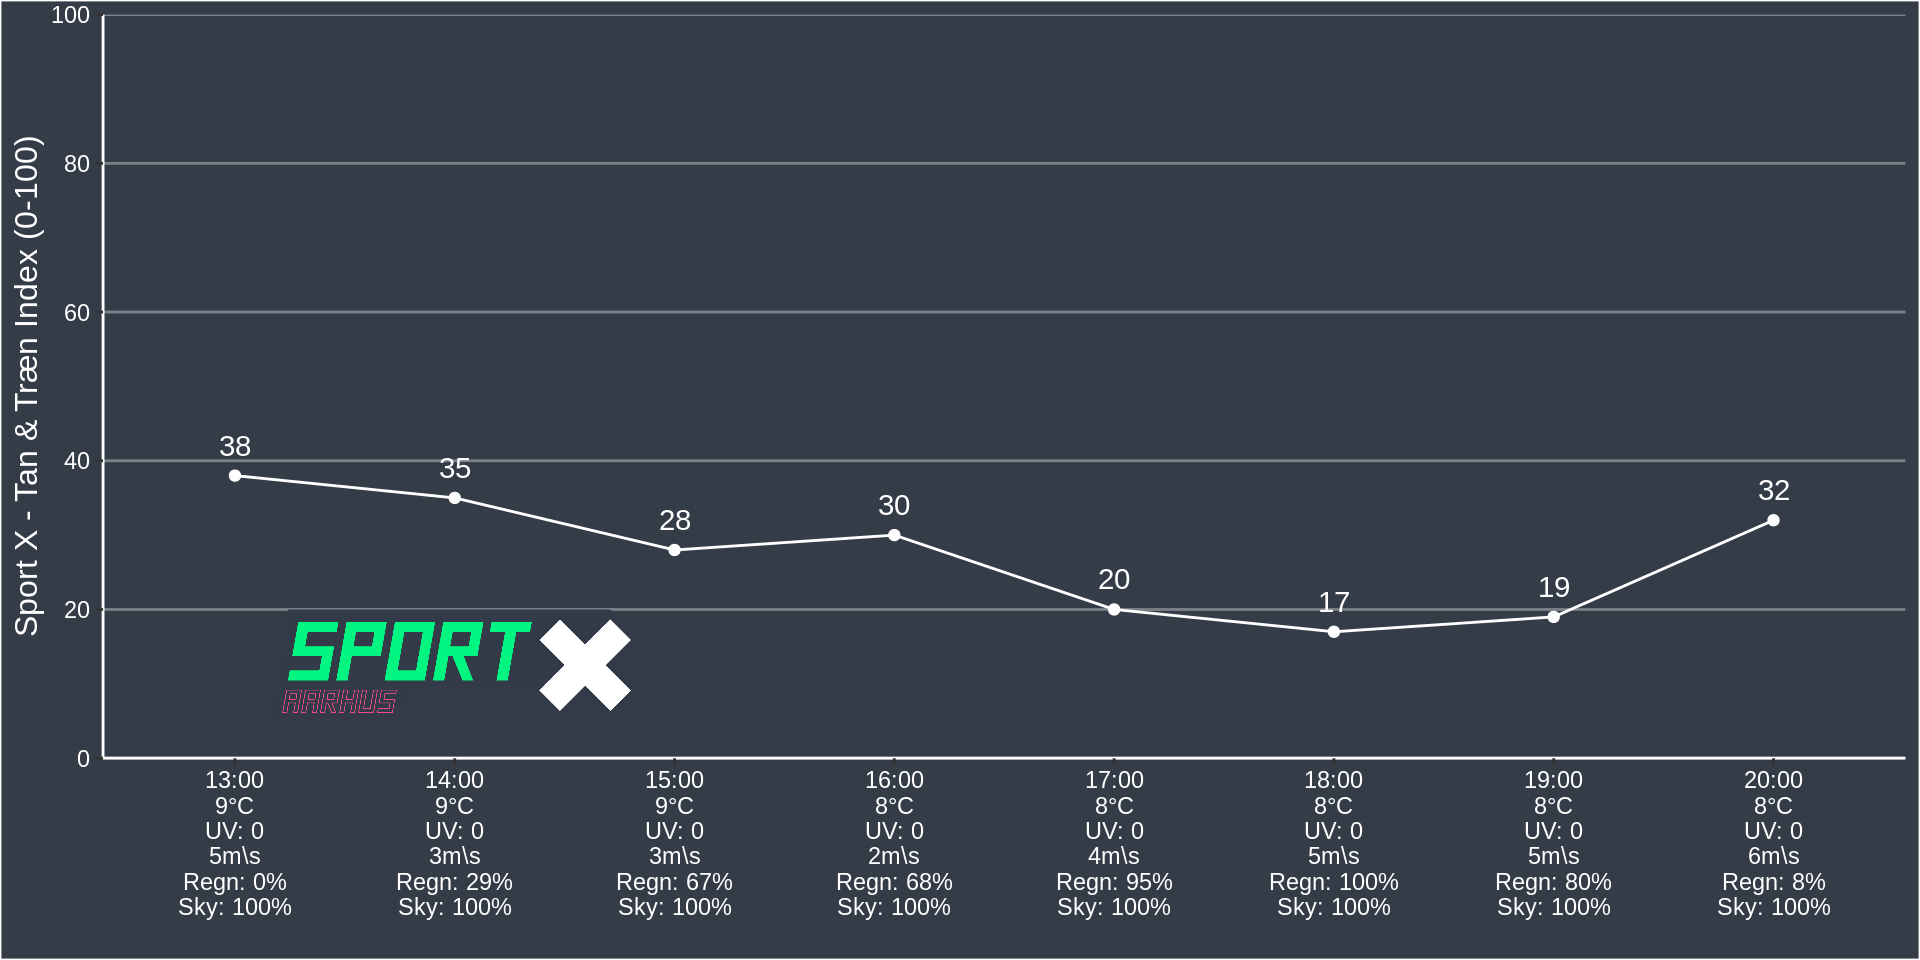 Sport X - Tan & Træn Index (0-100)
100
80
60
40
20
0
38
35
28
30
20
17
19
32
SPORT X
AARHUS
13:00
9°C
UV: 0
5m\s
Regn: 0%
Sky: 100%
14:00
9°C
UV: 0
3m\s
Regn: 29%
Sky: 100%
15:00
9°C
UV: 0
3m\s
Regn: 67%
Sky: 100%
16:00
8°C
UV: 0
2m\s
Regn: 68%
Sky: 100%
17:00
8°C
UV: 0
4m\s
Regn: 95%
Sky: 100%
18:00
8°C
UV: 0
5m\s
Regn: 100%
Sky: 100%
19:00
8°C
UV: 0
5m\s
Regn: 80%
Sky: 100%
20:00
8°C
UV: 0
6m\s
Regn: 8%
Sky: 100%